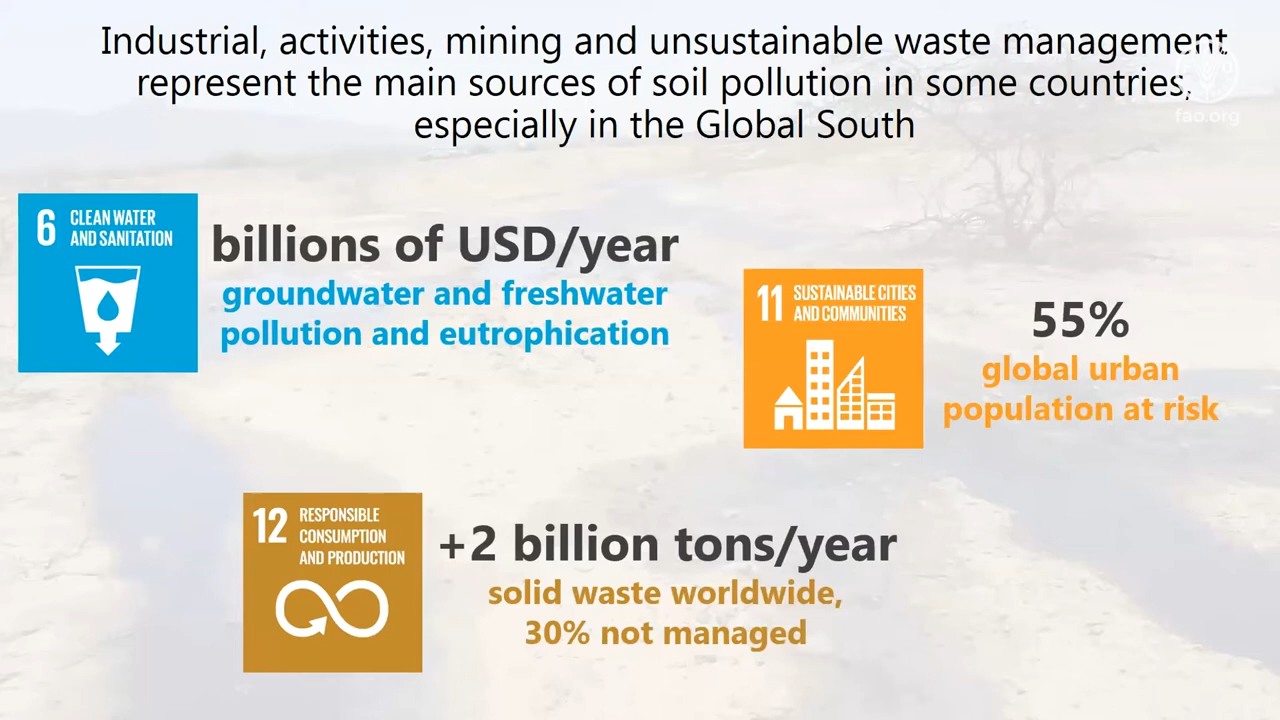 Industrial, activities, mining and unsustainable waste management
represent the main sources of soil pollution in some countries,
especially in the Global South
fao.org
6 CLEAN WATER
AND SANITATION
billions of USD/year
groundwater and freshwater
pollution and eutrophication
11 SUSTAINABLE CITIES
AND COMMUNITIES
55%
global urban
population at risk
12 RESPONSIBLE
CONSUMPTION
AND PRODUCTION
+2 billion tons/year
solid waste worldwide,
30% not managed